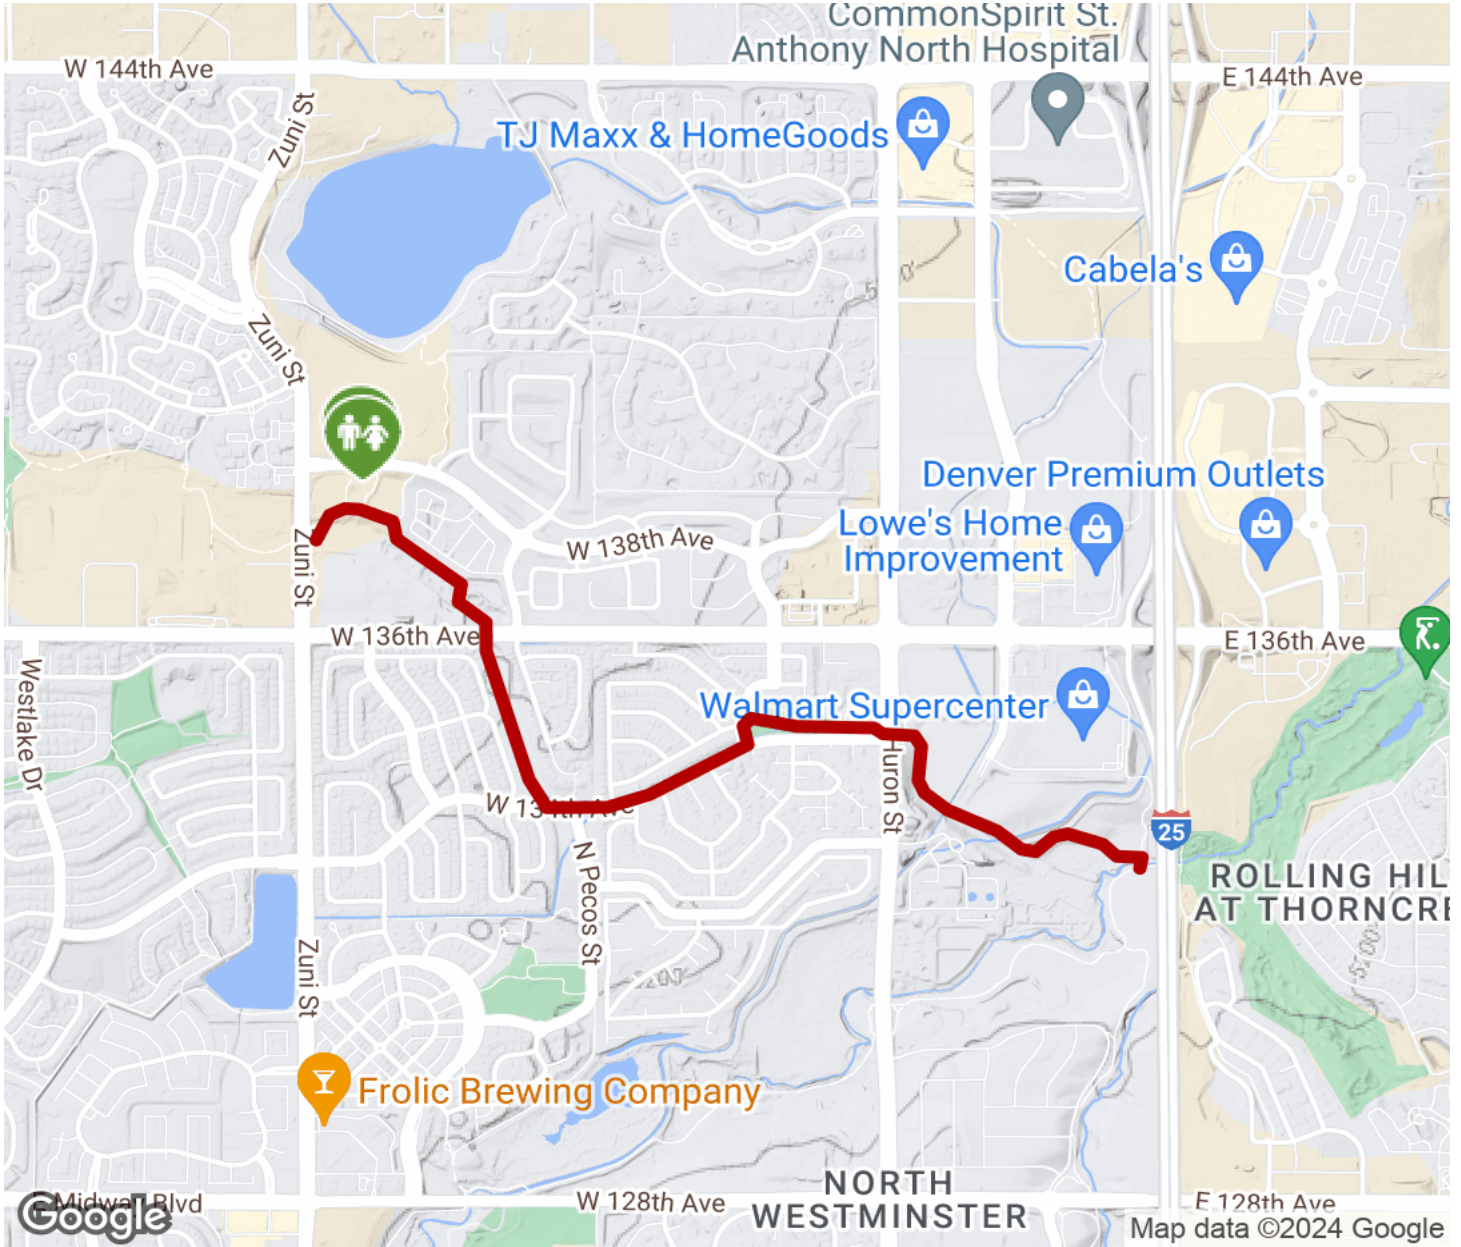 CommonSpirit St.
Anthony North Hospital
W 144th Ave
E 144th Ave
Zuni St
TJ Maxx & HomeGoods
Cabela's
Zuni St
Denver Premium Outlets
Lowe's Home
Improvement
W 138th Ave
Zuni St
W 136th Ave
E 136th Ave
Westlake Dr
Walmart Supercenter
Huron St
W 134th Ave
25
N Pecos St
ROLLING HIL
AT THORNCRE
Zuni St
Frolic Brewing Company
NORTH
WESTMINSTER
W 128th Ave
E 128th Ave
Google
Map data ©2024 Google